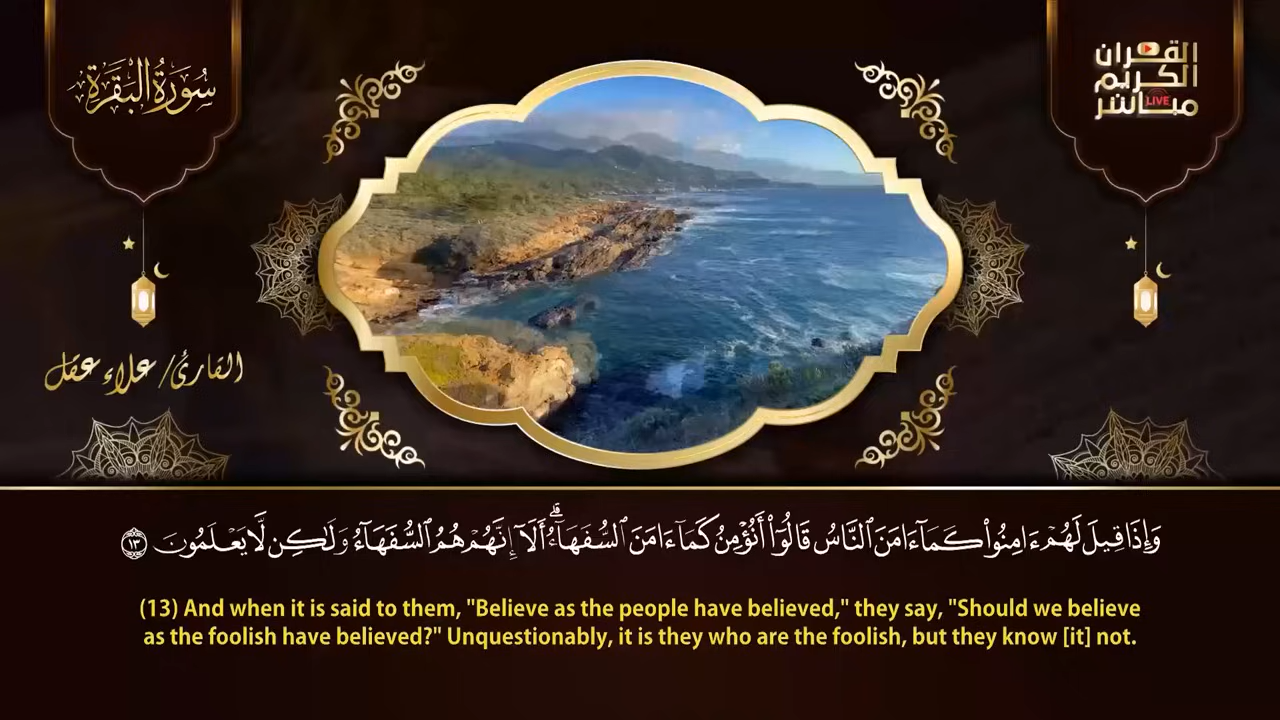 سُورَةُ البَقَرَةِ
القرآن
الكريم
مباشر
LIVE
القارئ/ علاء عقل
وَإِذَا قِيلَ لَهُمْ ءَامِنُوا۟ كَمَآ ءَامَنَ ٱلنَّاسُ قَالُوٓا۟ أَنُؤْمِنُ كَمَآ ءَامَنَ ٱلسُّفَهَآءُ ۗ أَلَآ إِنَّهُمْ هُمُ ٱلسُّفَهَآءُ وَلَٰكِن لَّا يَعْلَمُونَ ١٣
(13) And when it is said to them, "Believe as the people have believed," they say, "Should we believe
as the foolish have believed?" Unquestionably, it is they who are the foolish, but they know [it] not.